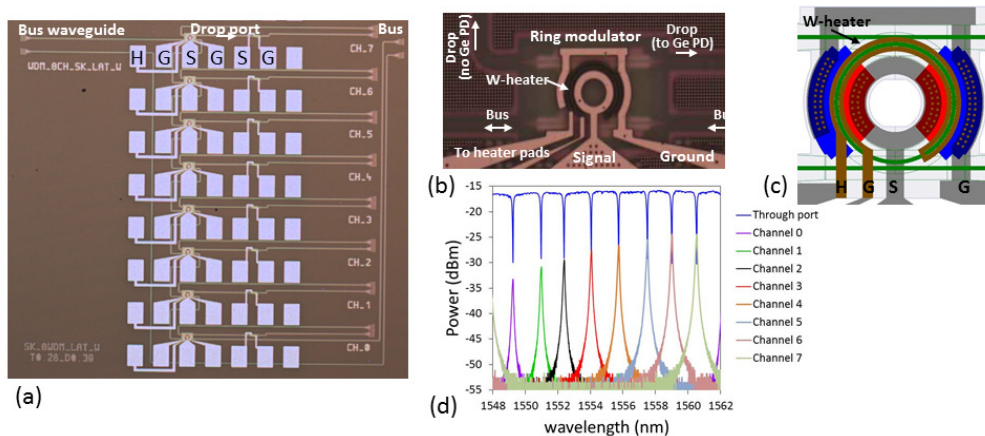 Bus waveguide
Drop port
Bus
H G S G S G
WDM_8CH_SK_LAT_W
CH_7
CH_6
CH_5
CH_4
CH_3
CH_2
CH_1
CH_0
SK_8WDM_LAT_W
(a)
Drop
(no Ge PD)
Ring modulator
Drop
(to Ge PD)
W-heater
Bus
Bus
To heater pads
Signal
Ground
(b)
W-heater
H G S G
(c)
-15
-20
-25
-30
-35
-40
-45
-50
-55
Power (dBm)
1548 1550 1552 1554 1556 1558 1560 1562
wavelength (nm)
(d)
Through port
Channel 0
Channel 1
Channel 2
Channel 3
Channel 4
Channel 5
Channel 6
Channel 7